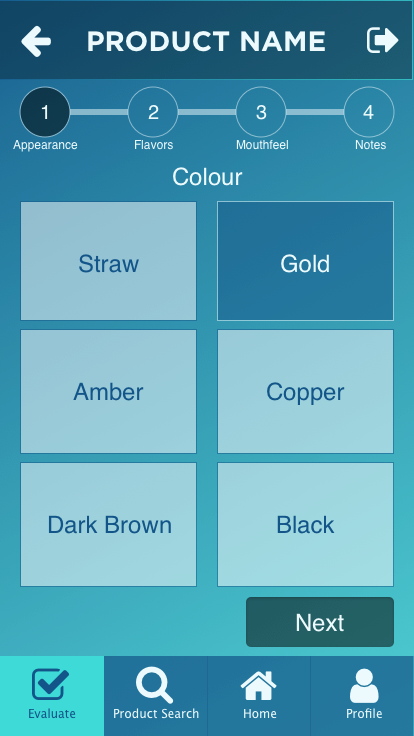 PRODUCT NAME
1 2 3 4
Appearance Flavors Mouthfeel Notes
Colour
Straw Gold
Amber Copper
Dark Brown Black
Next
Evaluate Product Search Home Profile